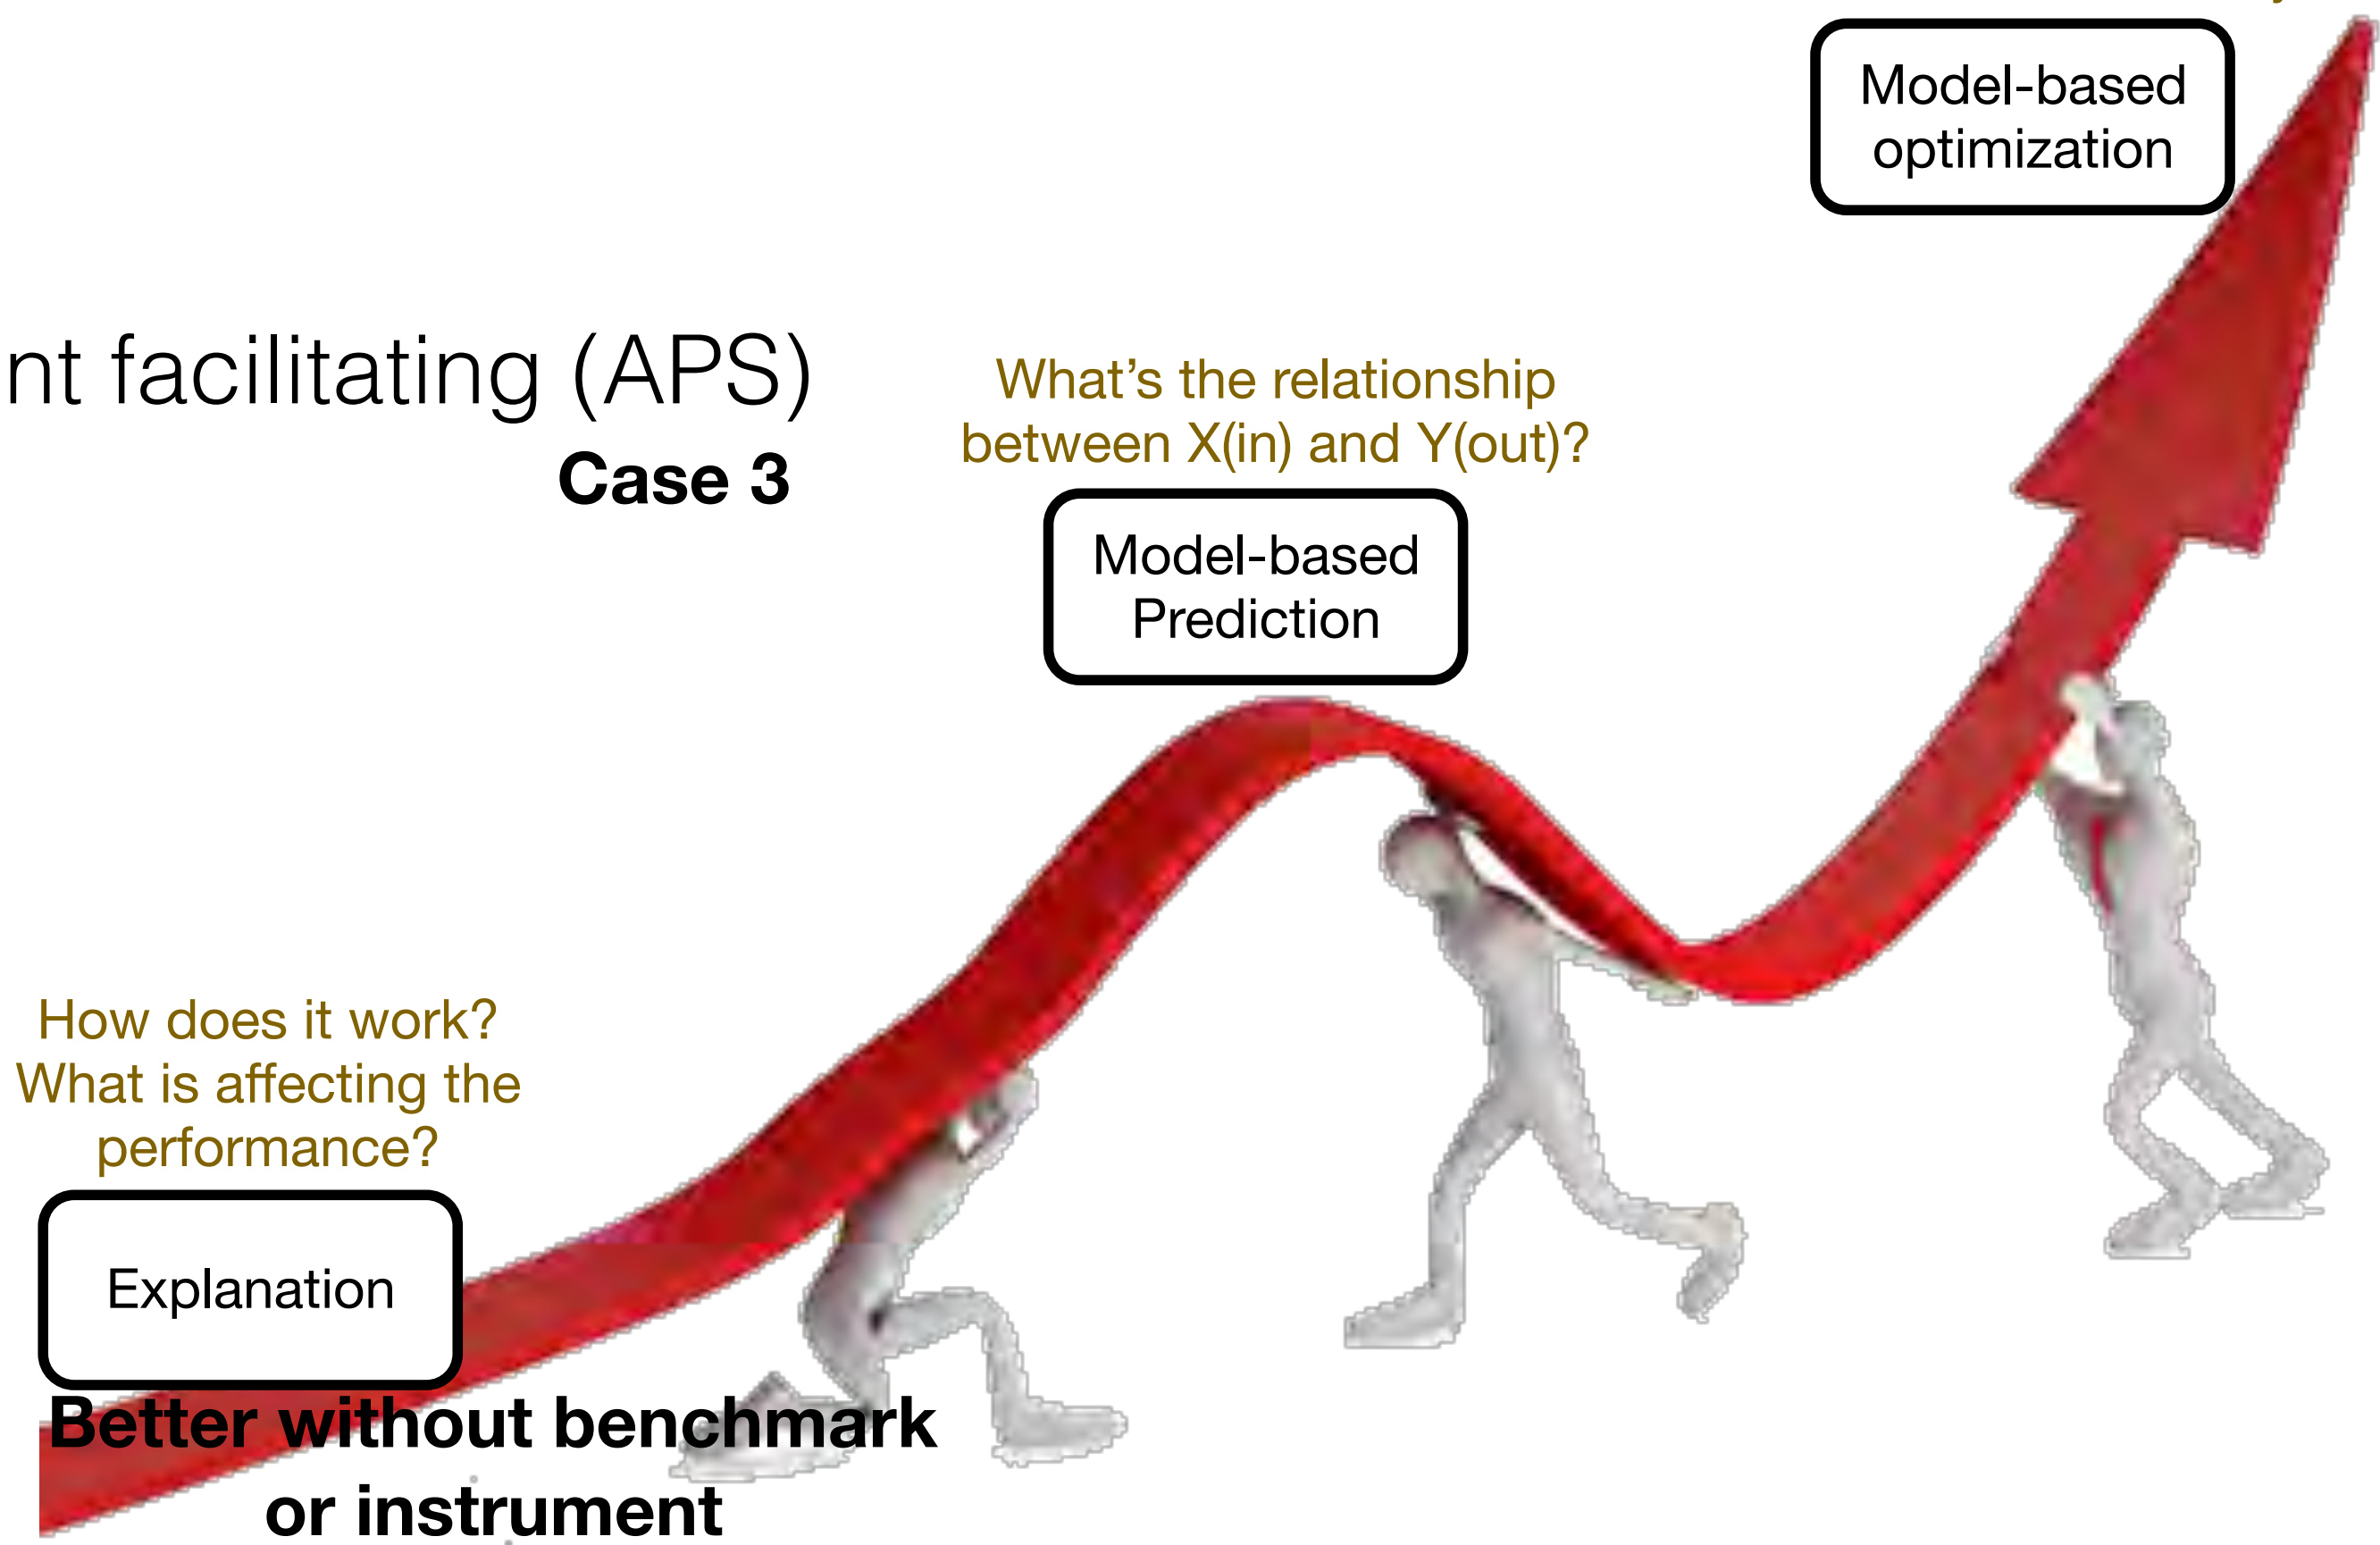 Model-based
optimization
nt facilitating (APS)
Case 3
What's the relationship
between X(in) and Y(out)?
Model-based
Prediction
How does it work?
What is affecting the
performance?
Explanation
Better without benchmark
or instrument